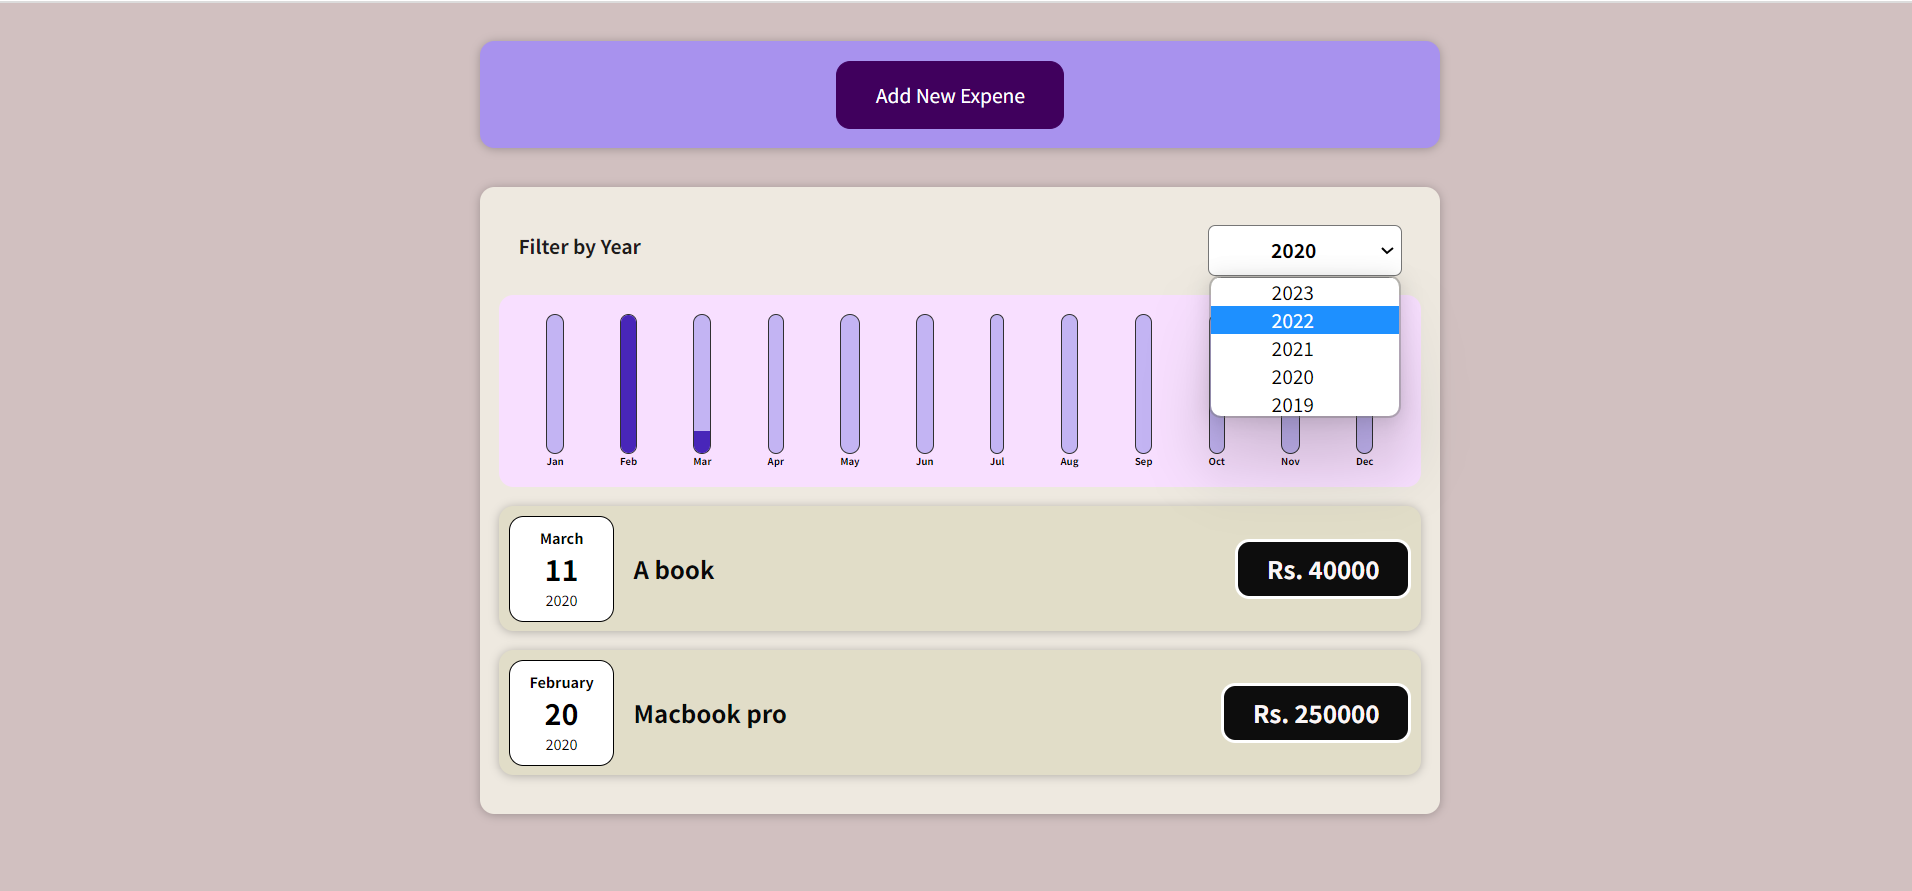 Add New Expene
Filter by Year
2020
2023
2022
2021
2020
2019
Jan Feb Mar Apr May Jun Jul Aug Sep Oct Nov Dec
March
11
2020
A book
Rs. 40000
February
20
2020
Macbook pro
Rs. 250000